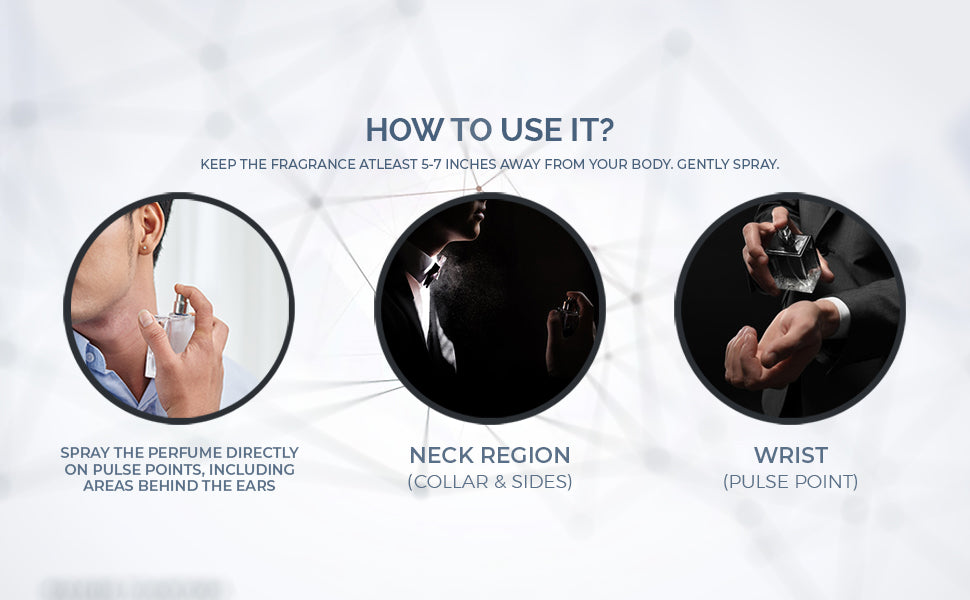 HOW TO USE IT?
KEEP THE FRAGRANCE ATLEAST 5-7 INCHES AWAY FROM YOUR BODY. GENTLY SPRAY.
SPRAY THE PERFUME DIRECTLY
ON PULSE POINTS, INCLUDING
AREAS BEHIND THE EARS
NECK REGION
(COLLAR & SIDES)
WRIST
(PULSE POINT)